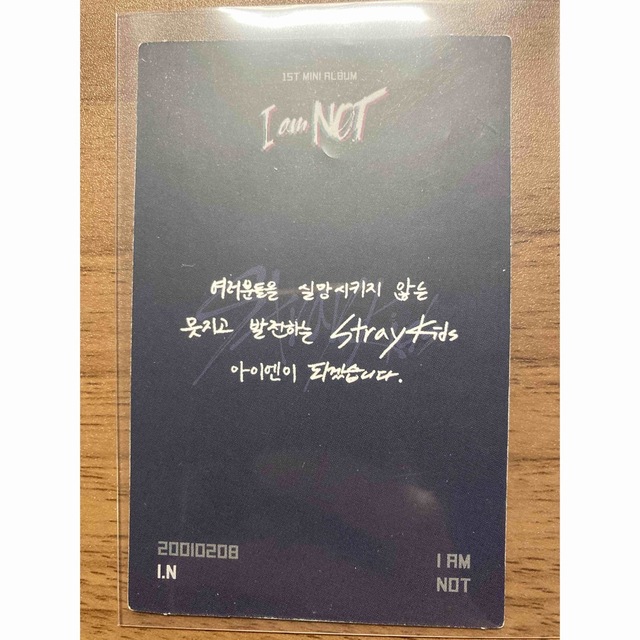 1ST MINI ALBUM
I am NOT
여러분들을 실망시키지 않는
멋지고 발전하는 Stray Kids
아이엔이 되겠습니다.
20010208
I.N
I AM
NOT